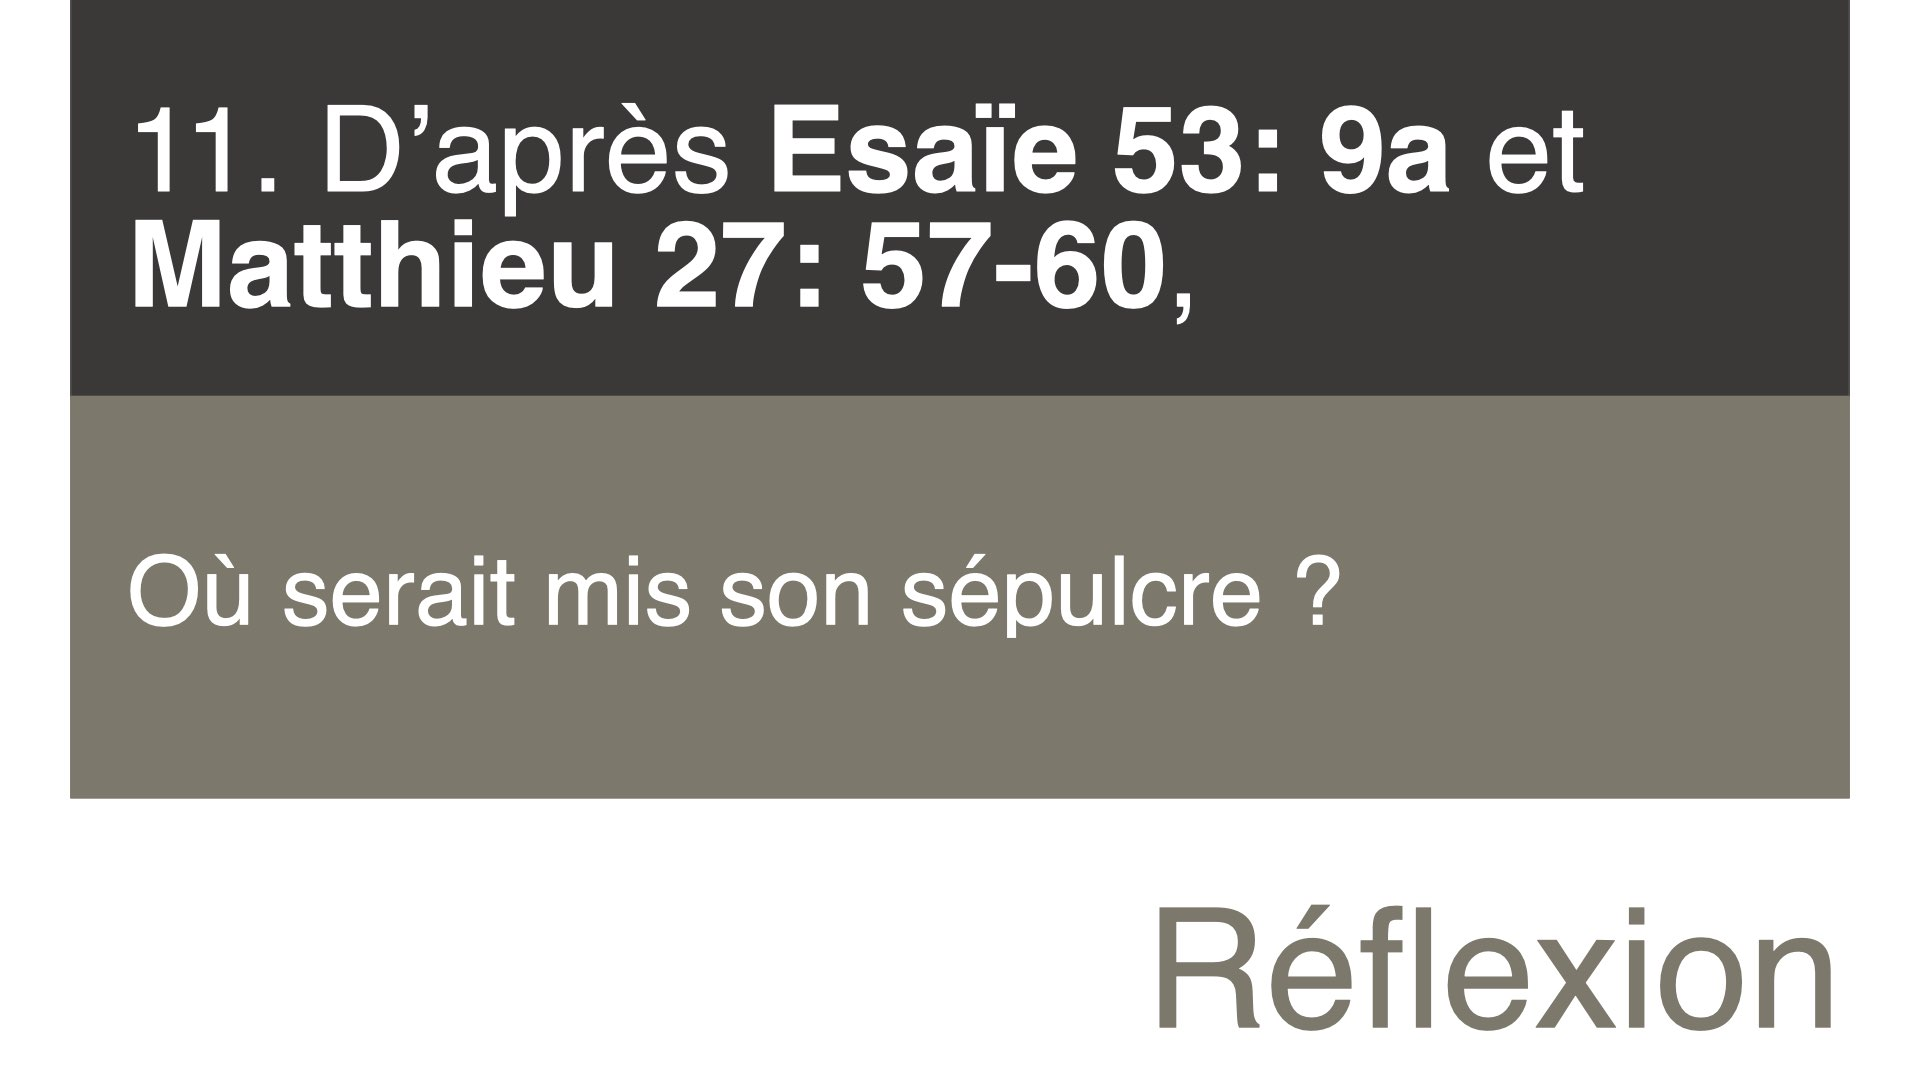 11. D’après Esaïe 53: 9a et
Matthieu 27: 57-60,
Où serait mis son sépulcre ?
Réflexion